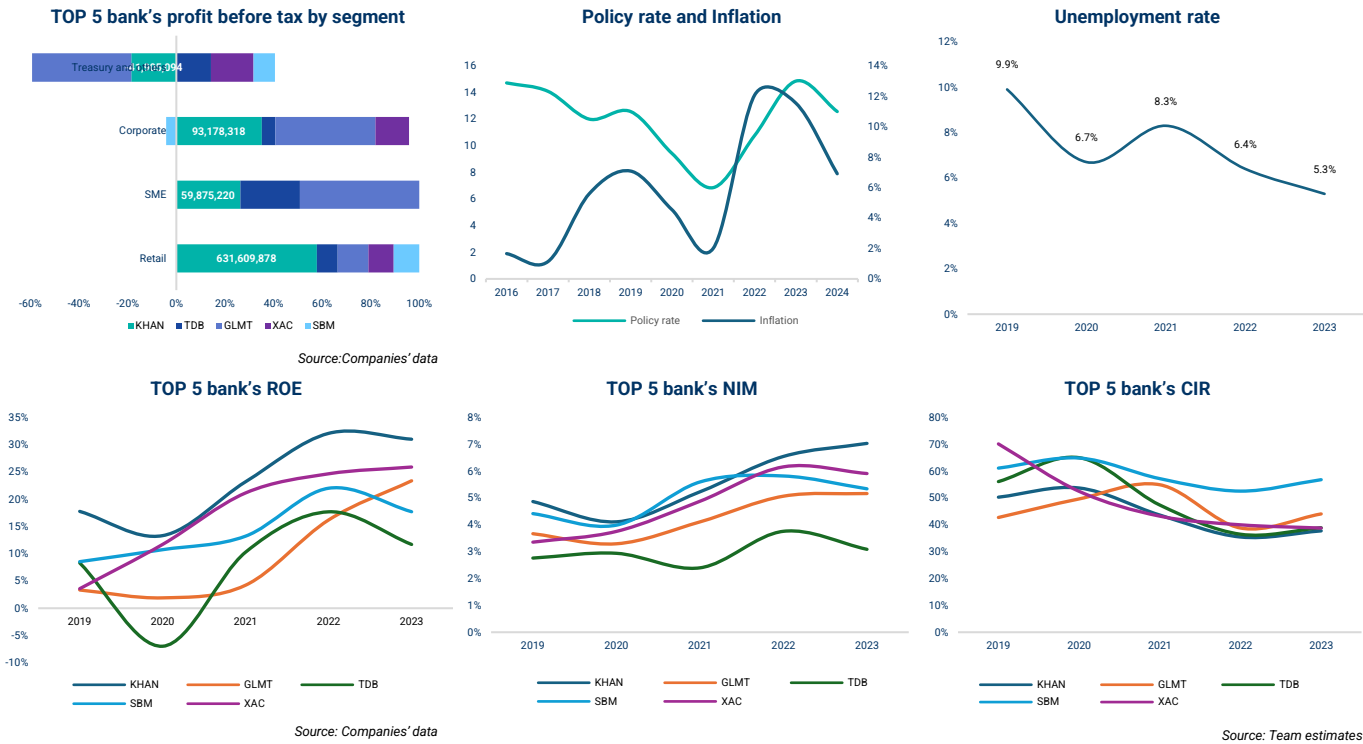 TOP 5 bank's profit before tax by segment
Treasury and others
Corporate
93,178,318
SME
59,875,220
Retail
631,609,878
-60% -40% -20% 0% 20% 40% 60% 80% 100%
KHAN TDB GLMT XAC SBM
Source:Companies' data
Policy rate and Inflation
16
14
12
10
8
6
4
2
0
14%
12%
10%
8%
6%
4%
2%
0%
2016 2017 2018 2019 2020 2021 2022 2023 2024
Policy rate Inflation
Unemployment rate
12%
10%
8%
6%
4%
2%
0%
9.9%
6.7%
8.3%
6.4%
5.3%
2019 2020 2021 2022 2023
TOP 5 bank's ROE
35%
30%
25%
20%
15%
10%
5%
0%
-5%
-10%
2019 2020 2021 2022 2023
KHAN GLMT TDB
SBM XAC
Source: Companies' data
TOP 5 bank's NIM
8%
7%
6%
5%
4%
3%
2%
1%
0%
2019 2020 2021 2022 2023
KHAN GLMT TDB
SBM XAC
TOP 5 bank's CIR
80%
70%
60%
50%
40%
30%
20%
10%
0%
2019 2020 2021 2022 2023
KHAN GLMT TDB
SBM XAC
Source: Team estimates